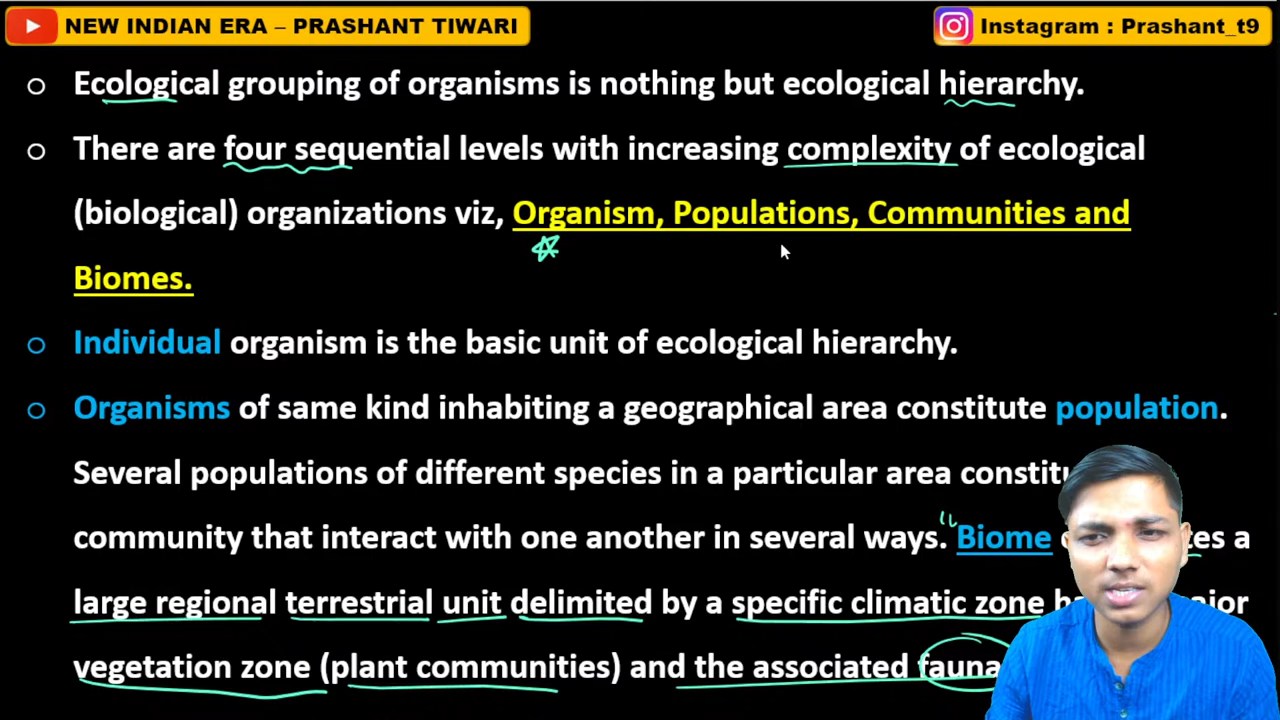 NEW INDIAN ERA – PRASHANT TIWARI
Instagram : Prashant_t9
Ecological grouping of organisms is nothing but ecological hierarchy.
There are four sequential levels with increasing complexity of ecological
(biological) organizations viz, Organism, Populations, Communities and
Biomes.
Individual organism is the basic unit of ecological hierarchy.
Organisms of same kind inhabiting a geographical area constitute population.
Several populations of different species in a particular area
community that interact with one another in several ways. Biome a
large regional terrestrial unit delimited by a specific climatic zone
vegetation zone (plant communities) and the associated fauna